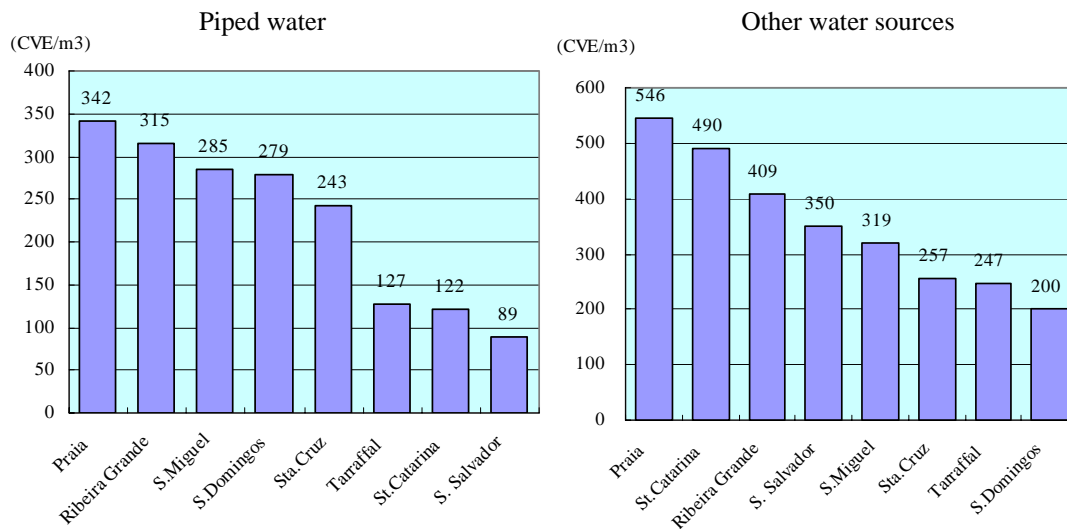 Piped water
(CVE/m3)
400
350
300
250
200
150
100
50
0
342
315
285
279
243
127
122
89
Praia
Ribeira Grande
S.Miguel
S.Domingos
Sta.Cruz
Tarraffal
St.Catarina
S. Salvador
Other water sources
(CVE/m3)
600
500
400
300
200
100
0
546
490
409
350
319
257
247
200
Praia
St.Catarina
Ribeira Grande
S. Salvador
S.Miguel
Sta.Cruz
Tarraffal
S.Domingos